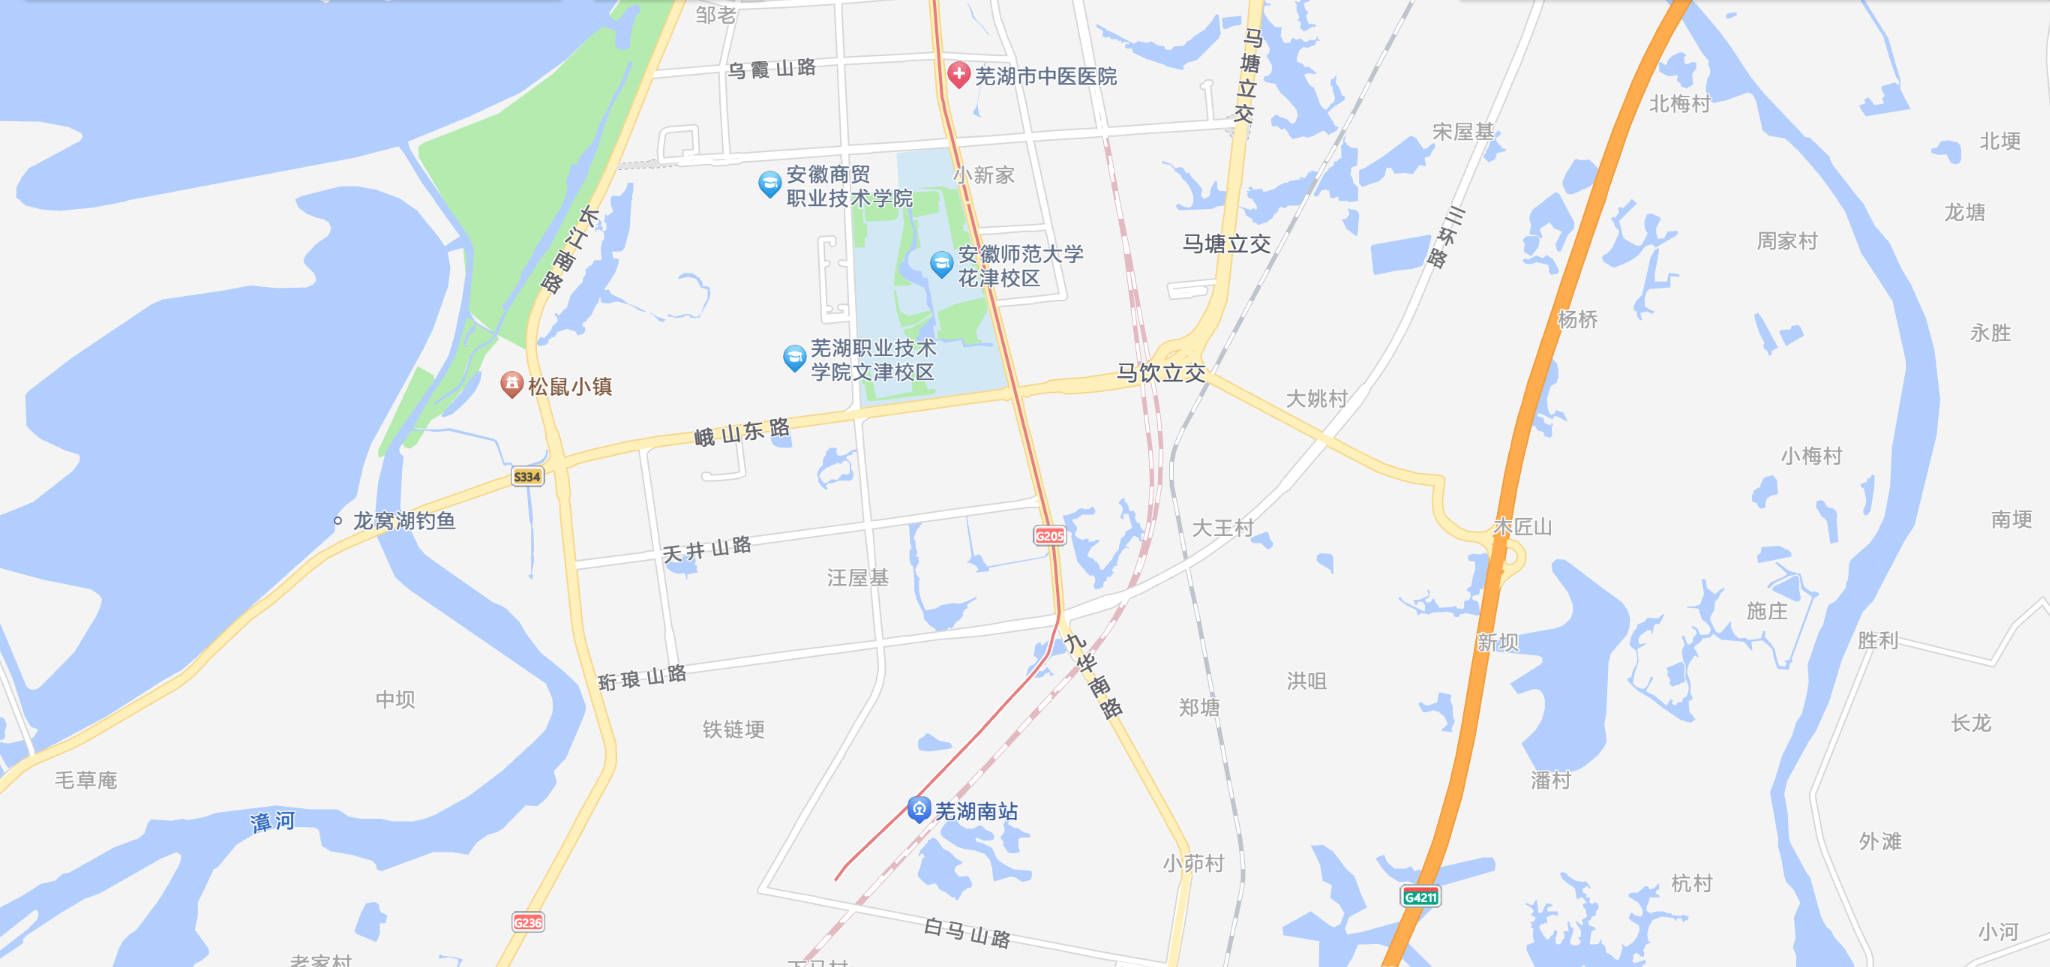 邹老
乌霞山路
芜湖市中医医院
马塘立交
北梅村
宋屋基
北埂
安徽商贸
职业技术学院
小新家
长江南路
三环路
龙塘
周家村
马塘立交
安徽师范大学
花津校区
杨桥
永胜
芜湖职业技术
学院文津校区
马饮立交
松鼠小镇
大姚村
峨山东路
小梅村
S334
龙窝湖钓鱼
G205
大王村
木匠山
南埂
天井山路
汪屋基
施庄
九华南路
新坝
胜利
珩琅山路
洪咀
中坝
郑塘
铁链埂
长龙
毛草庵
潘村
芜湖南站
漳河
外滩
小茆村
杭村
G4211
G236
白马山路
小河
老家村
下马村